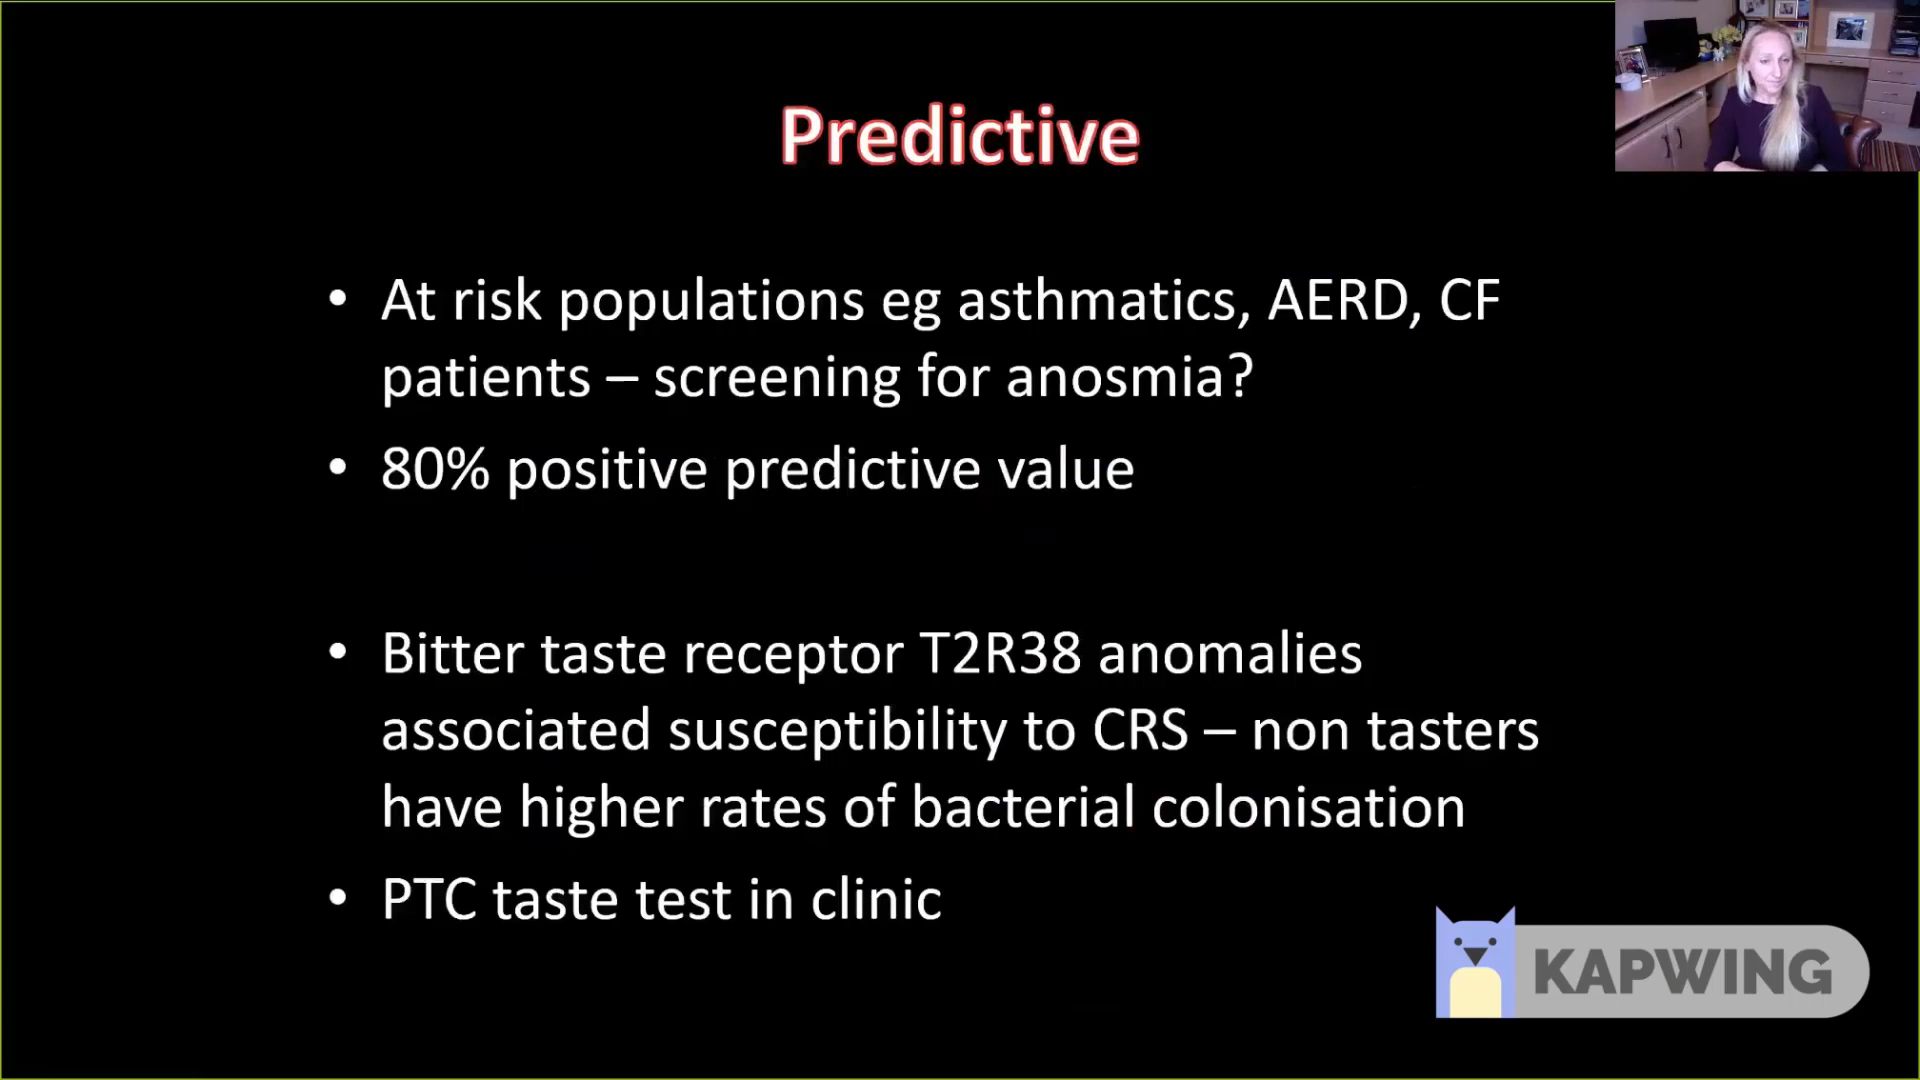 Predictive
• At risk populations eg asthmatics, AERD, CF
patients – screening for anosmia?
• 80% positive predictive value
• Bitter taste receptor T2R38 anomalies
associated susceptibility to CRS – non tasters
have higher rates of bacterial colonisation
• PTC taste test in clinic
KAPWING